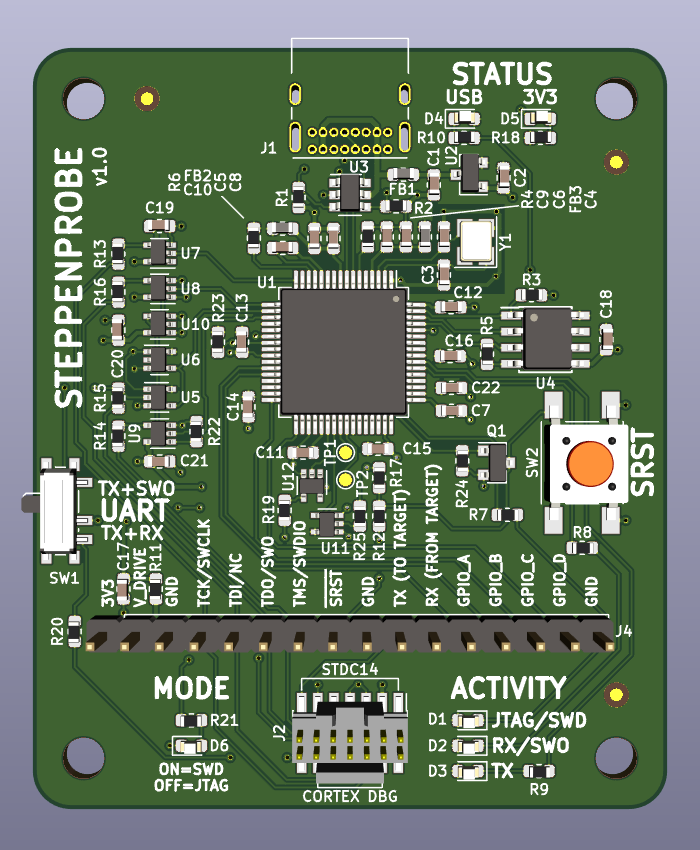 STATUS
USB
3V3
D4
D5
R10
R18
J1
STEPPENPROBE
v1.0
U3
C1
U2
C2
R6 FB2 C5
C10 C8
R1
FB1
R2
R4 C6 C4
C9 FB3
C19
Y1
R13
U7
U1
C3
R3
R16
U8
C12
C18
R23
C13
U10
R5
C20
U6
C16
U4
R15
U5
C22
C14
C7
R14
U9
R22
Q1
C11
TP1
C15
SW2
SRST
C21
U12
TP2
R17
R24
TX+SWO
UART
TX+RX
R19
U11
R25
R12
R7
R8
SW1
C17
R11
3V3
V_DRIVE
GND
TCK/SWCLK
TDI/NC
TDO/SWO
TMS/SWDIO
SRST
GND
TX (TO TARGET)
RX (FROM TARGET)
GPIO_A
GPIO_B
GPIO_C
GPIO_D
GND
R20
J4
STDC14
MODE
ACTIVITY
R21
J2
D1
JTAG/SWD
D6
D2
RX/SWO
ON=SWD
OFF=JTAG
D3
TX
R9
CORTEX DBG